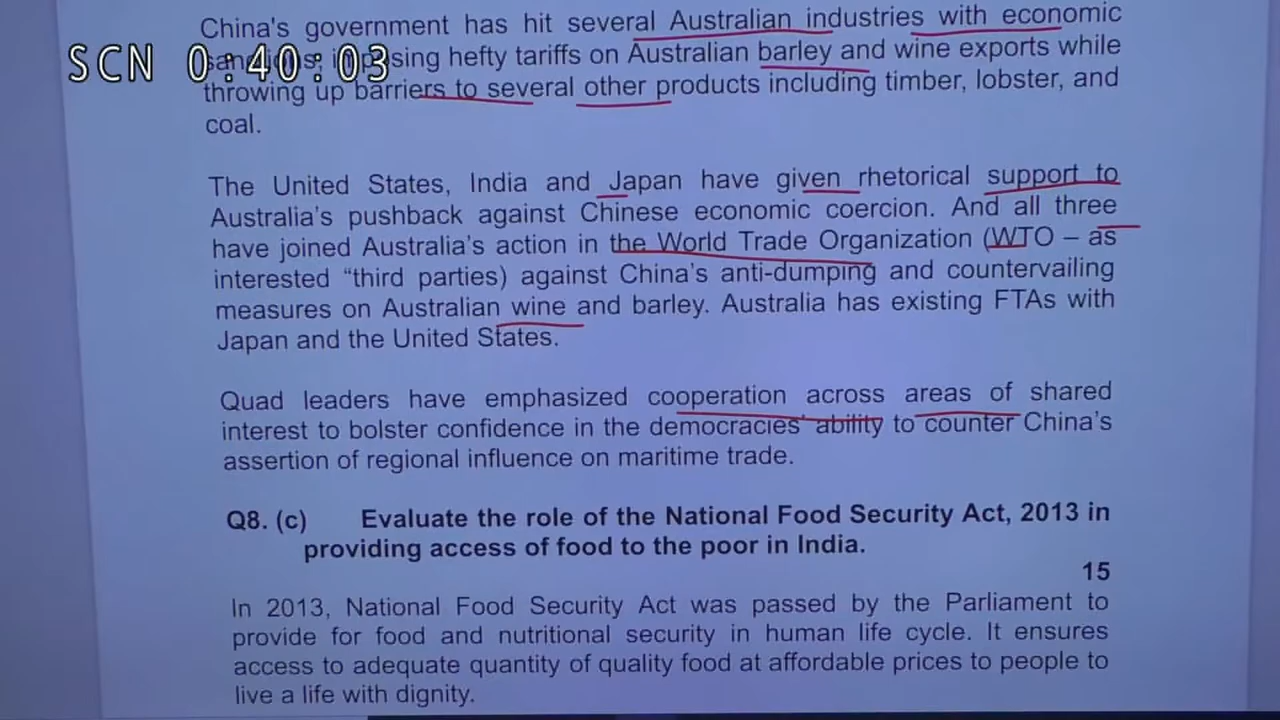 China's government has hit several Australian industries with economic
SCN 0:40:03
imposing hefty tariffs on Australian barley and wine exports while
throwing up barriers to several other products including timber, lobster, and
coal.
The United States, India and Japan have given rhetorical support to
Australia's pushback against Chinese economic coercion. And all three
have joined Australia's action in the World Trade Organization (WTO – as
interested “third parties) against China's anti-dumping and countervailing
measures on Australian wine and barley. Australia has existing FTAs with
Japan and the United States.
Quad leaders have emphasized cooperation across areas of shared
interest to bolster confidence in the democracies' ability to counter China's
assertion of regional influence on maritime trade.
Q8. (c) Evaluate the role of the National Food Security Act, 2013 in
providing access of food to the poor in India.
15
In 2013, National Food Security Act was passed by the Parliament to
provide for food and nutritional security in human life cycle. It ensures
access to adequate quantity of quality food at affordable prices to people to
live a life with dignity.